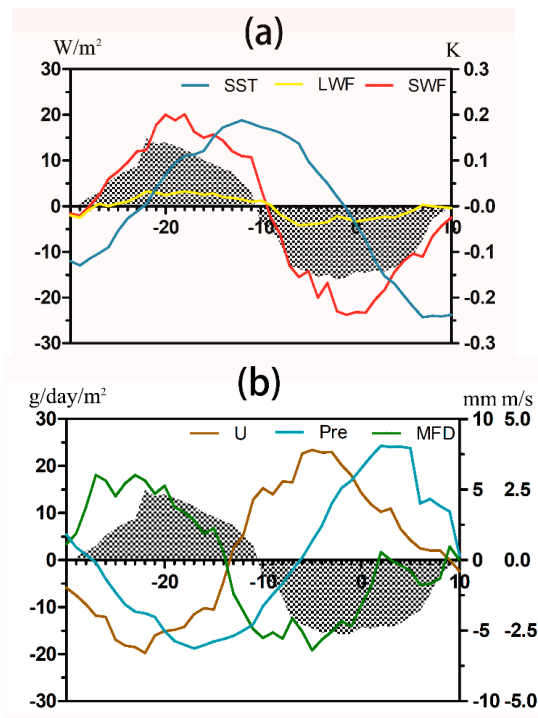 (a)
W/m² K
SST LWF SWF
30 0.3
20 0.2
10 0.1
0 -0.0
-20 -10 0 10
-10 -0.1
-20 -0.2
-30 -0.3
(b)
g/day/m² mm m/s
U Pre MFD
30 10 5.0
20
10 5 2.5
0 0 0.0
-20 -10 0 10
-10
-20 -5 -2.5
-30 -10 -5.0